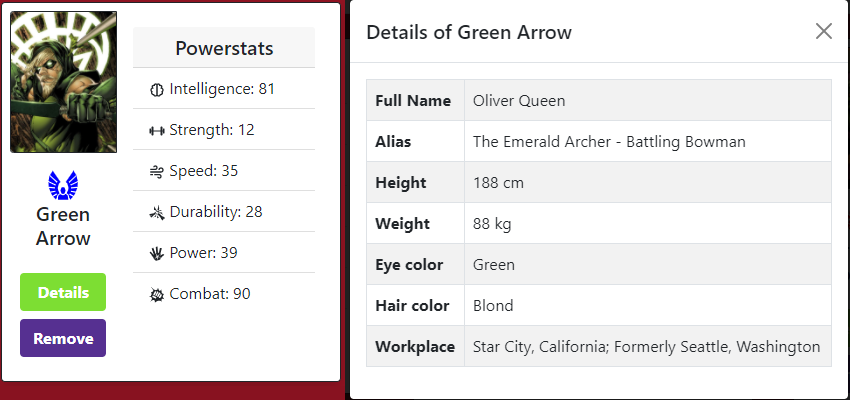 Powerstats
Intelligence: 81
Strength: 12
Speed: 35
Durability: 28
Power: 39
Combat: 90
Green
Arrow
Details
Remove
Details of Green Arrow
Full Name Oliver Queen
Alias The Emerald Archer - Battling Bowman
Height 188 cm
Weight 88 kg
Eye color Green
Hair color Blond
Workplace Star City, California; Formerly Seattle, Washington